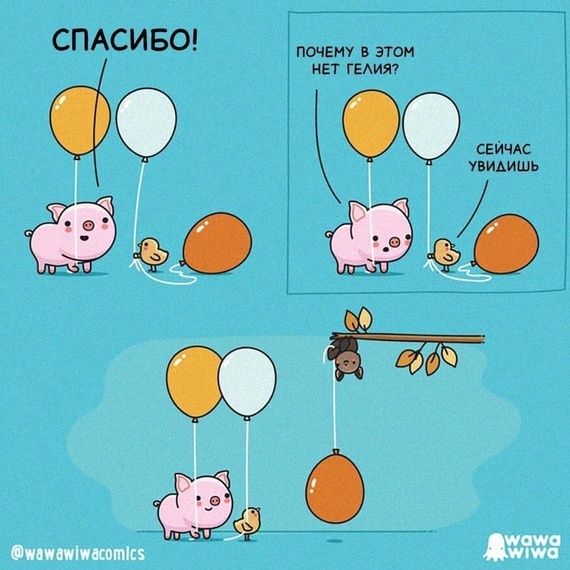 СПАСИБО!
ПОЧЕМУ В ЭТОМ
НЕТ ГЕЛИЯ?
СЕЙЧАС
УВИДИШЬ
@wawawiwacomics
wawa
wiwa